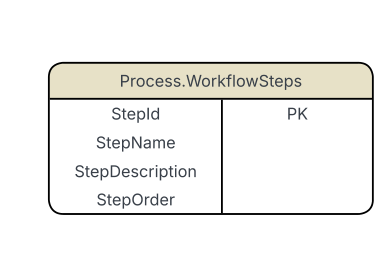 Process.WorkflowSteps
StepId PK
StepName
StepDescription
StepOrder